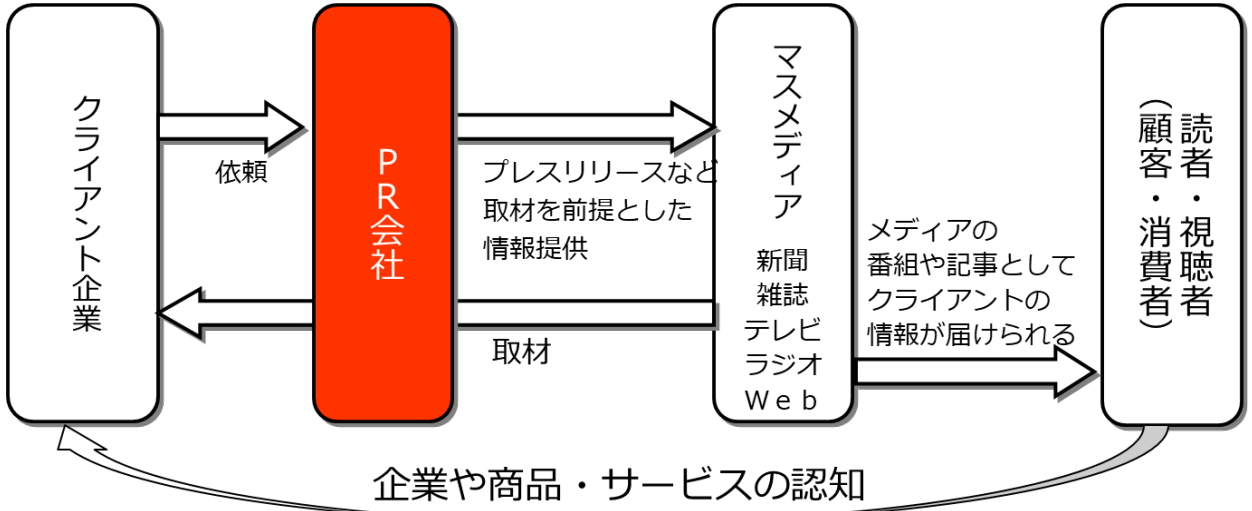 クライアント企業
依頼
PR会社
プレスリリースなど
取材を前提とした
情報提供
取材
マスメディア
新聞
雑誌
テレビ
ラジオ
Web
メディアの
番組や記事として
クライアントの
情報が届けられる
読者・視聴者
(顧客・消費者)
企業や商品・サービスの認知